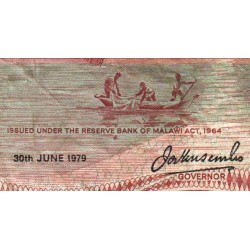 ISSUED UNDER THE RESERVE BANK OF MALAWI ACT, 1964
30th JUNE 1979
GOVERNOR